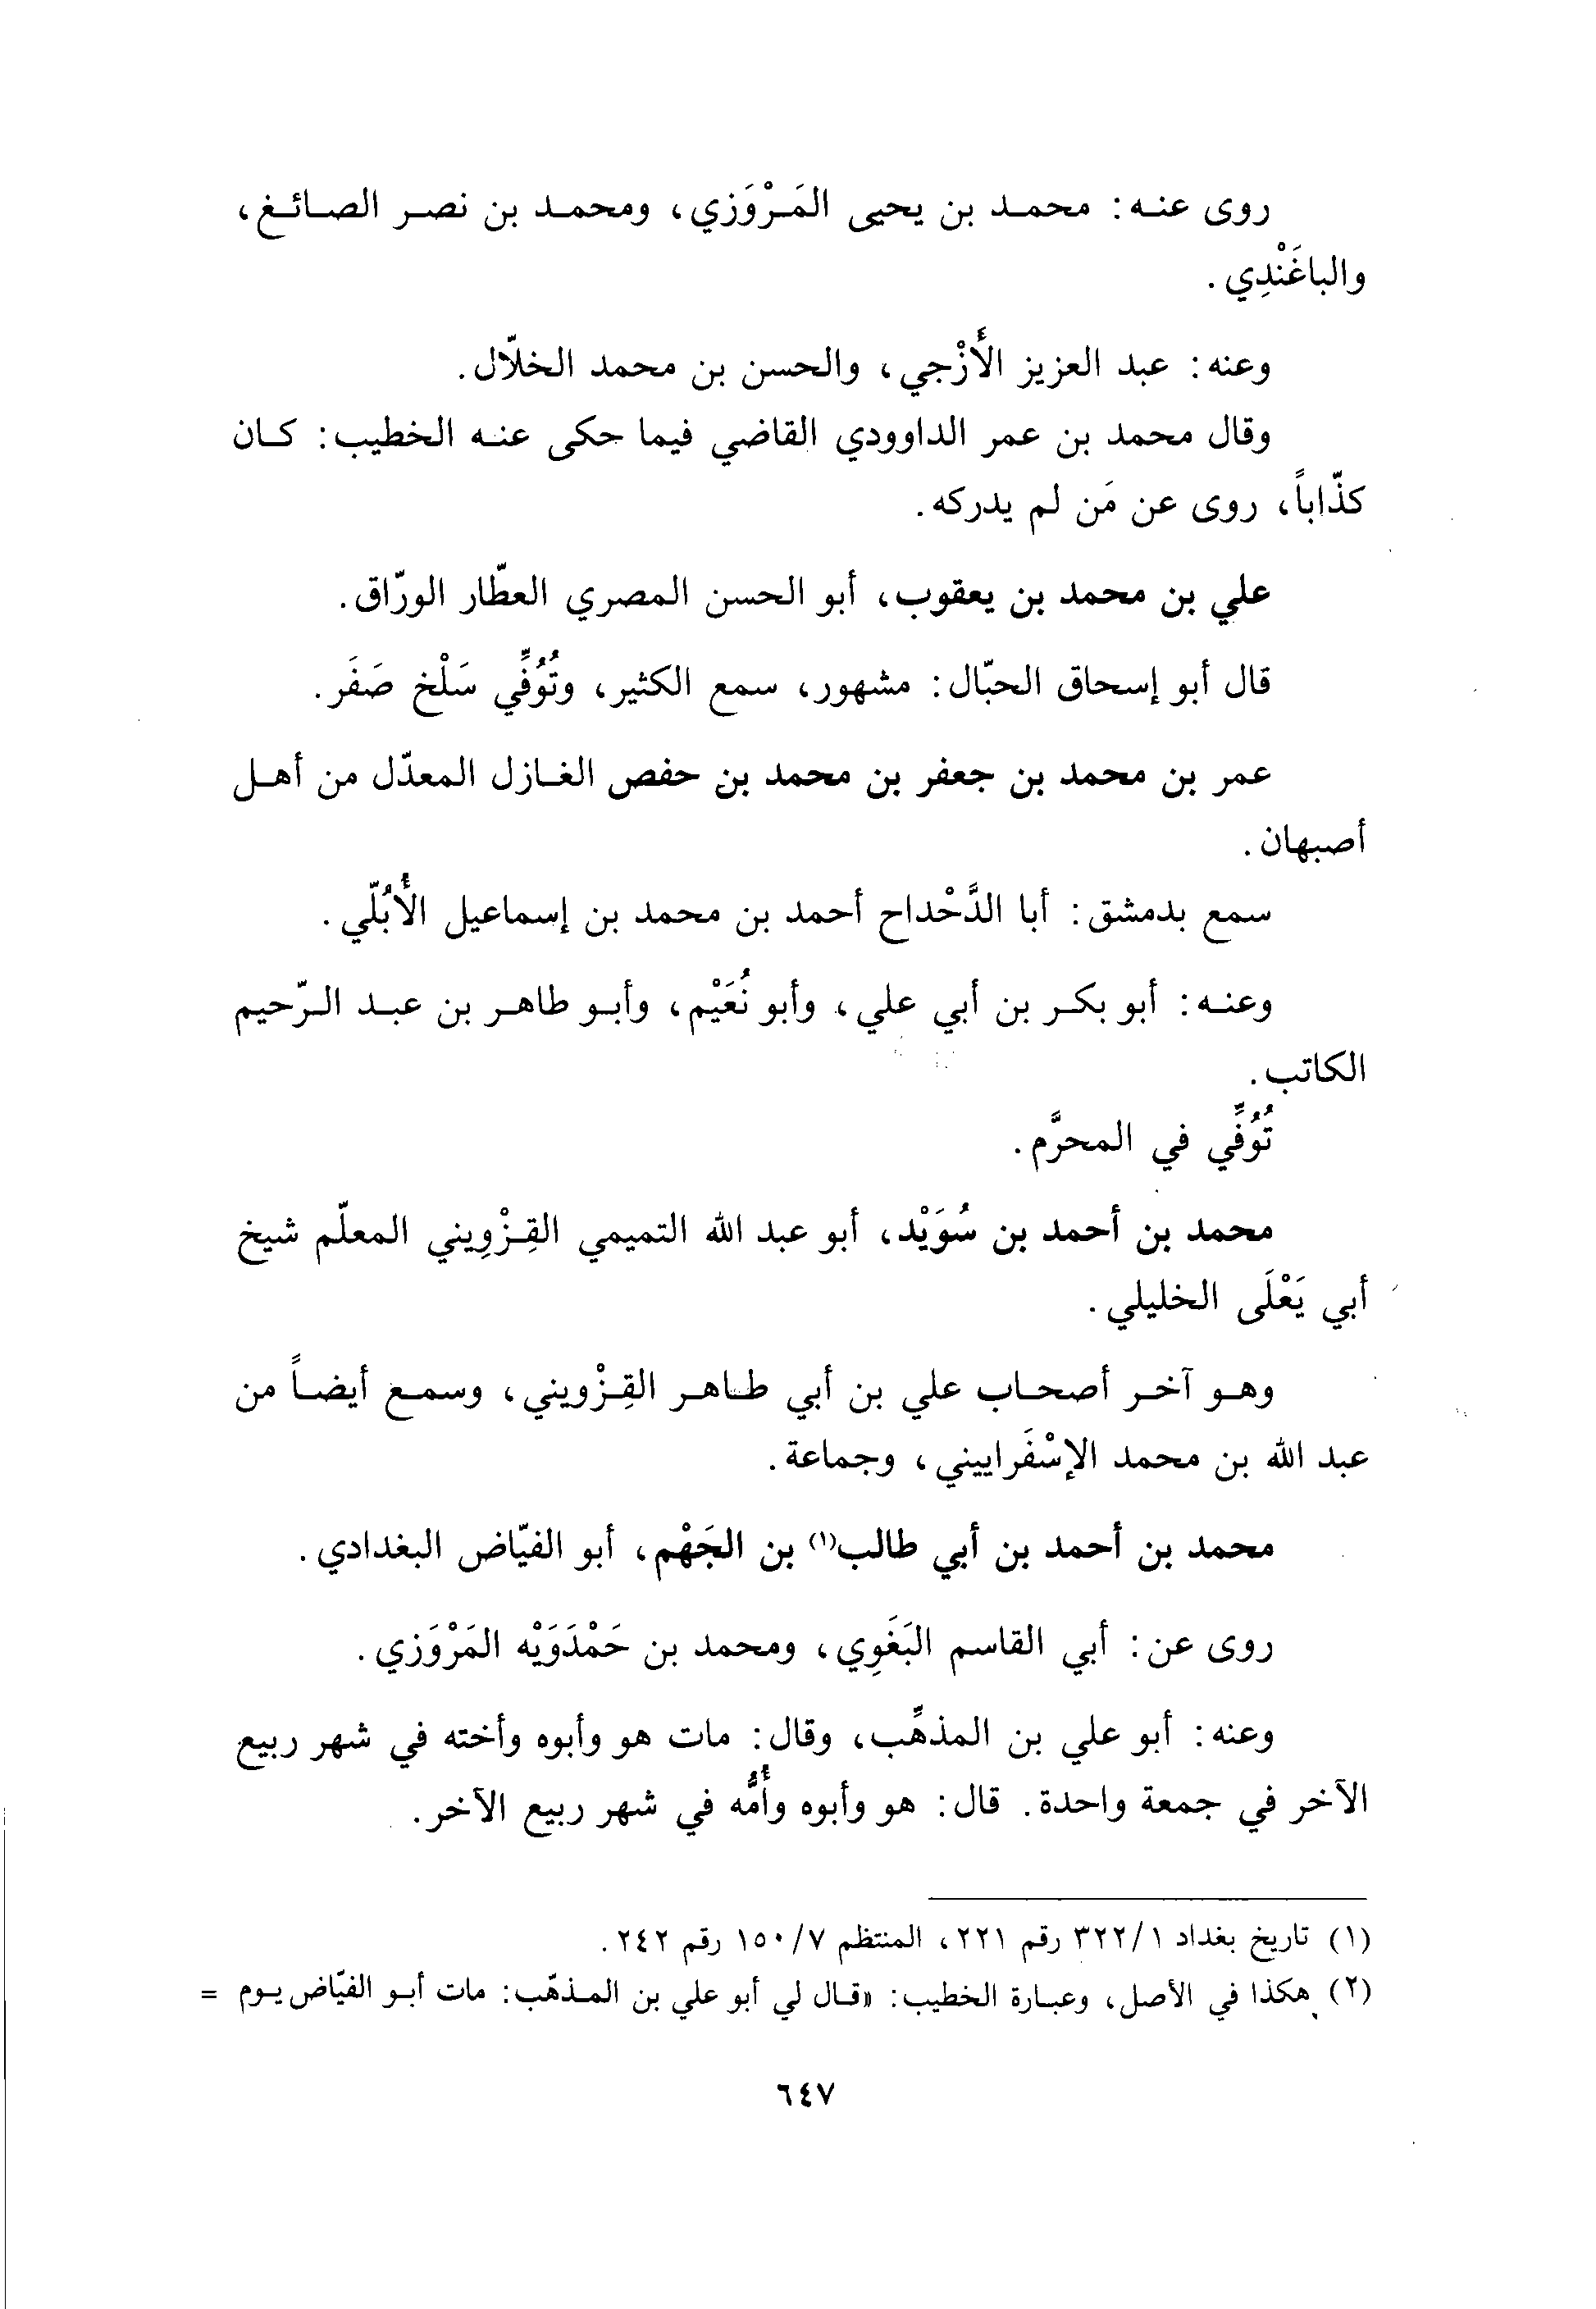 روى عنه: محمد بن يحيى المَرْوَزي، ومحمد بن نصر الصائغ،
والباغَنْدِي.
وعنه: عبد العزيز الأَزْجي، والحسن بن محمد الخلّال.
وقال محمد بن عمر الداوودي القاضي فيما حكى عنه الخطيب: كان
كذّاباً، روى عن مَن لم يدركه.
علي بن محمد بن يعقوب، أبو الحسن المصري العطّار الورّاق.
قال أبو إسحاق الحبّال: مشهور، سمع الكثير، وتُوُفِّي سَلْخ صَفَر.
عمر بن محمد بن جعفر بن محمد بن حفص الغازل المعدّل من أهل
أصبهان.
سمع بدمشق: أبا الدَّحْداح أحمد بن محمد بن إسماعيل الأُبُلّي.
وعنه: أبو بكر بن أبي علي، وأبو نُعَيْم، وأبو طاهر بن عبد الرّحيم
الكاتب.
تُوُفِّي في المحرَّم.
محمد بن أحمد بن سُوَيْد، أبو عبد الله التميمي القِزْوِيني المعلّم شيخ
أبي يَعْلَى الخليلي.
وهو آخر أصحاب علي بن أبي طاهر القِزْويني، وسمع أيضاً من
عبد الله بن محمد الإسْفَراييني، وجماعة.
محمد بن أحمد بن أبي طالب(١) بن الجَهْم، أبو الفيّاض البغدادي.
روى عن: أبي القاسم البَغَوِي، ومحمد بن حَمْدَوَيْه المَرْوَزي.
وعنه: أبو علي بن المذهِّب، وقال: مات هو وأبوه وأخته في شهر ربيع
الآخر في جمعة واحدة. قال: هو وأبوه وأُمُّه في شهر ربيع الآخر.
(١) تاريخ بغداد ٣٢٢/١ رقم ٢٢١، المنتظم ١٥٠/٧ رقم ٢٤٢.
(٢) هكذا في الأصل، وعبارة الخطيب: «قال لي أبو علي بن المذهّب: مات أبو الفيّاض يوم =
٦٤٧